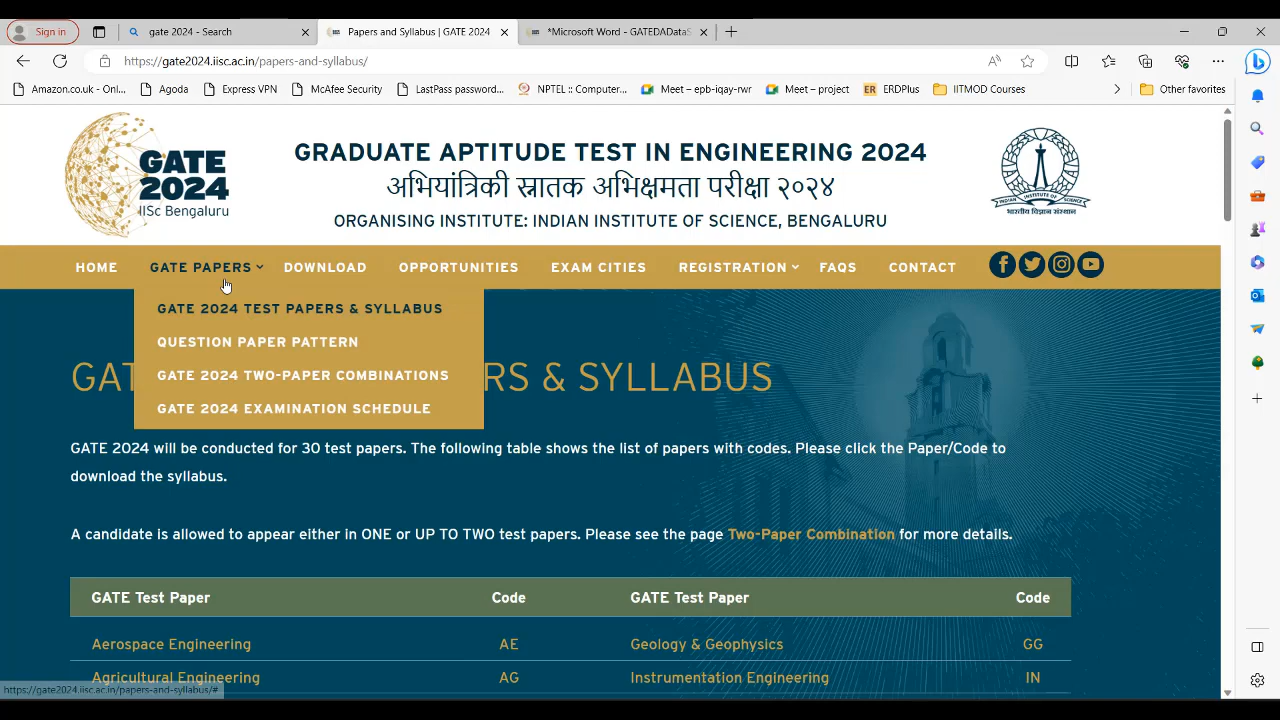 Sign in
gate 2024 - Search
Papers and Syllabus | GATE 2024
*Microsoft Word - GATEDADataS
https://gate2024.iisc.ac.in/papers-and-syllabus/
Amazon.co.uk - Onl...
Agoda
Express VPN
McAfee Security
LastPass password...
NPTEL :: Computer...
Meet – epb-iqay-rwr
Meet – project
ER ERDPlus
IITMOD Courses
Other favorites
GATE
2024
IISc Bengaluru
GRADUATE APTITUDE TEST IN ENGINEERING 2024
अभियांत्रिकी स्नातक अभिक्षमता परीक्षा २०२४
ORGANISING INSTITUTE: INDIAN INSTITUTE OF SCIENCE, BENGALURU
भारतीय विज्ञान संस्थान
HOME GATE PAPERS DOWNLOAD OPPORTUNITIES EXAM CITIES REGISTRATION FAQS CONTACT
GATE 2024 TEST PAPERS & SYLLABUS
QUESTION PAPER PATTERN
GATE 2024 TWO-PAPER COMBINATIONS
GATE 2024 EXAMINATION SCHEDULE
GAT RS & SYLLABUS
GATE 2024 will be conducted for 30 test papers. The following table shows the list of papers with codes. Please click the Paper/Code to
download the syllabus.
A candidate is allowed to appear either in ONE or UP TO TWO test papers. Please see the page Two-Paper Combination for more details.
GATE Test Paper Code GATE Test Paper Code
Aerospace Engineering AE Geology & Geophysics GG
Agricultural Engineering AG Instrumentation Engineering IN
https://gate2024.iisc.ac.in/papers-and-syllabus/#